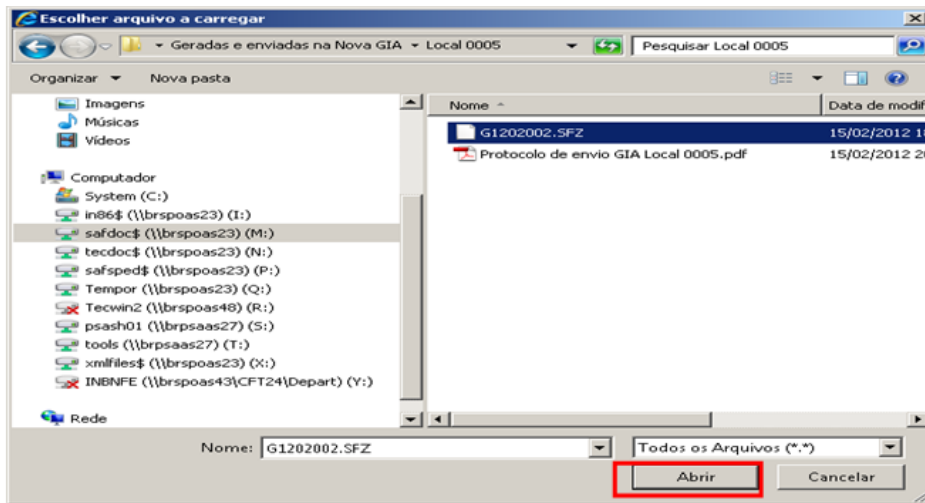 Escolher arquivo a carregar
Geradas e enviadas na Nova GIA Local 0005
Pesquisar Local 0005
Organizar Nova pasta
Imagens
Músicas
Vídeos
Computador
System (C:)
in86$ (\\brspoas23) (I:)
safdoc$ (\\brspoas23) (M:)
tecdoc$ (\\brspoas23) (N:)
safsped$ (\\brspoas23) (P:)
Tempor (\\brspoas23) (Q:)
Tecwin2 (\\brspoas48) (R:)
psash01 (\\brpsaas27) (S:)
tools (\\brpsaas27) (T:)
xmlfiles$ (\\brspoas23) (X:)
INBNFE (\\brspoas43\CFT24\Depart) (Y:)
Rede
Nome Data de modif
G1202002.SFZ 15/02/2012 1
Protocolo de envio GIA Local 0005.pdf 15/02/2012 2
Nome: G1202002.SFZ Todos os Arquivos (*.*)
Abrir Cancelar